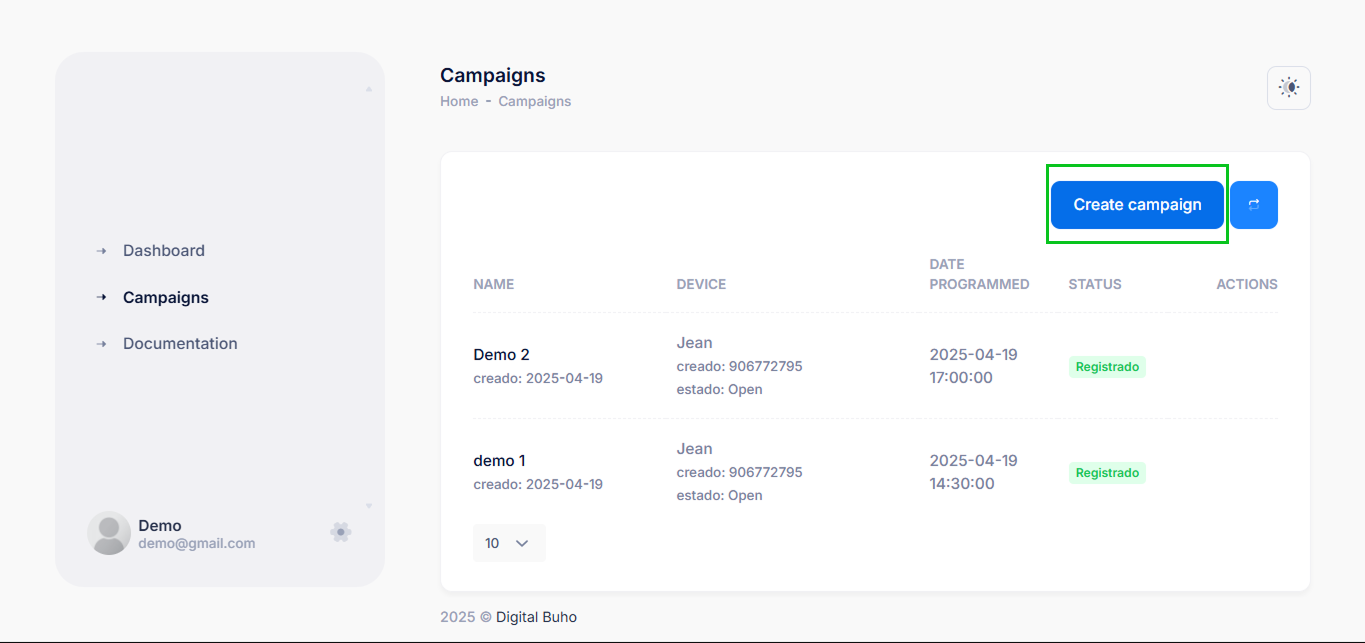 Dashboard
Campaigns
Documentation
Demo
demo@gmail.com
Campaigns
Home - Campaigns
Create campaign
NAME DEVICE DATE PROGRAMMED STATUS ACTIONS
Demo 2
creado: 2025-04-19
Jean
creado: 906772795
estado: Open
2025-04-19
17:00:00
Registrado
demo 1
creado: 2025-04-19
Jean
creado: 906772795
estado: Open
2025-04-19
14:30:00
Registrado
10
2025 © Digital Buho